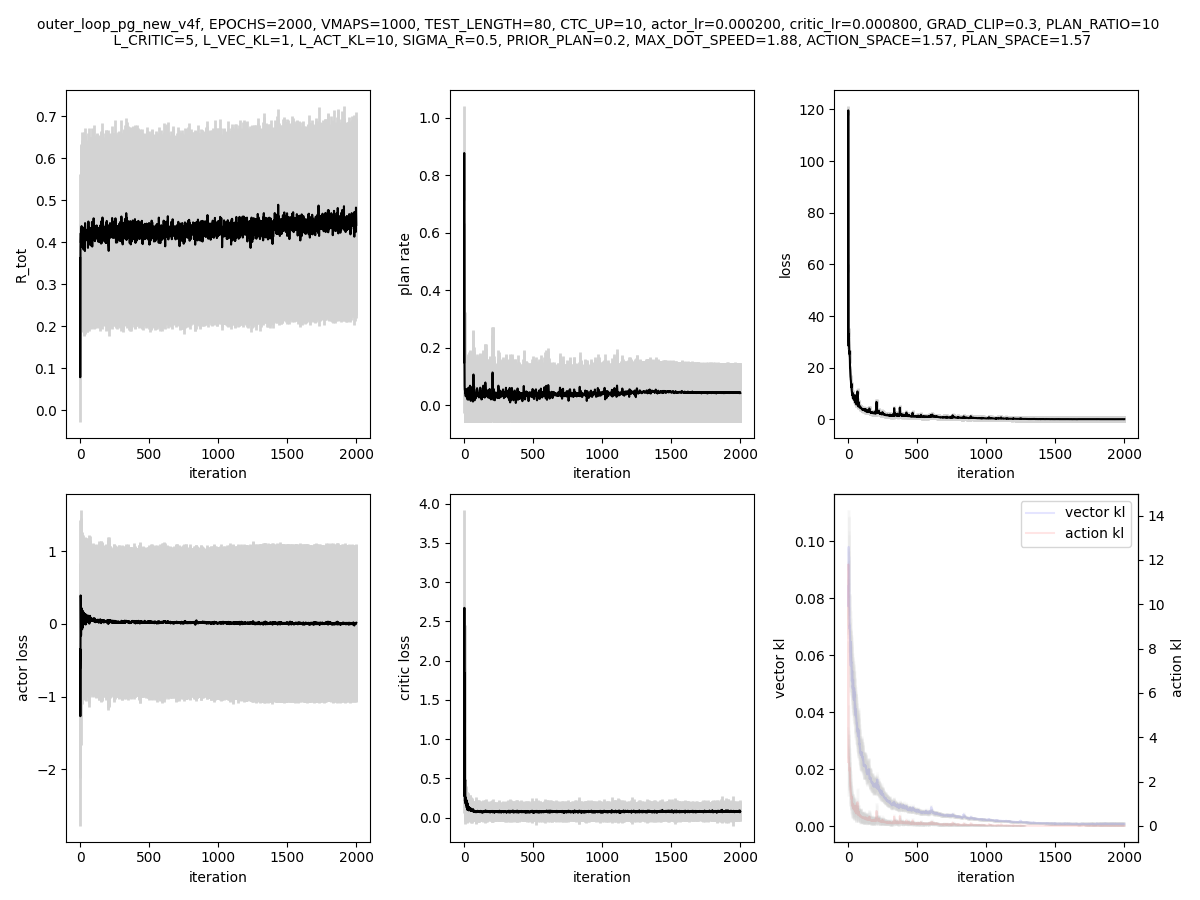 outer_loop_pg_new_v4f, EPOCHS=2000, VMAPS=1000, TEST_LENGTH=80, CTC_UP=10, actor_lr=0.000200, critic_lr=0.000800, GRAD_CLIP=0.3, PLAN_RATIO=10
L_CRITIC=5, L_VEC_KL=1, L_ACT_KL=10, SIGMA_R=0.5, PRIOR_PLAN=0.2, MAX_DOT_SPEED=1.88, ACTION_SPACE=1.57, PLAN_SPACE=1.57
R_tot
0.7
0.6
0.5
0.4
0.3
0.2
0.1
0.0
0 500 1000 1500 2000
iteration
plan rate
1.0
0.8
0.6
0.4
0.2
0.0
0 500 1000 1500 2000
iteration
loss
120
100
80
60
40
20
0
0 500 1000 1500 2000
iteration
actor loss
1
0
−1
−2
0 500 1000 1500 2000
iteration
critic loss
4.0
3.5
3.0
2.5
2.0
1.5
1.0
0.5
0.0
0 500 1000 1500 2000
iteration
vector kl
0.10
0.08
0.06
0.04
0.02
0.00
vector kl
action kl
14
12
10
8
6
4
2
0
action kl
0 500 1000 1500 2000
iteration